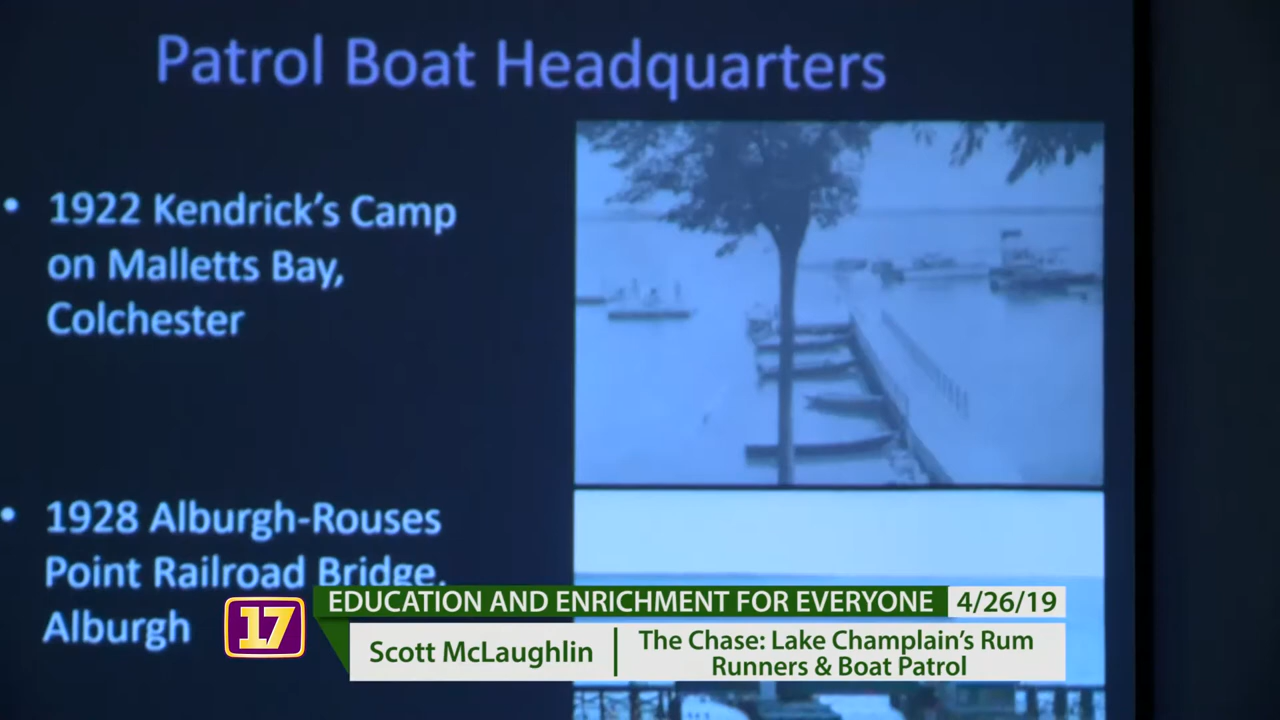 Patrol Boat Headquarters
• 1922 Kendrick's Camp
on Malletts Bay,
Colchester
• 1928 Alburgh-Rouses
Point Railroad Bridge,
Alburgh
17
EDUCATION AND ENRICHMENT FOR EVERYONE 4/26/19
Scott McLaughlin
The Chase: Lake Champlain's Rum
Runners & Boat Patrol